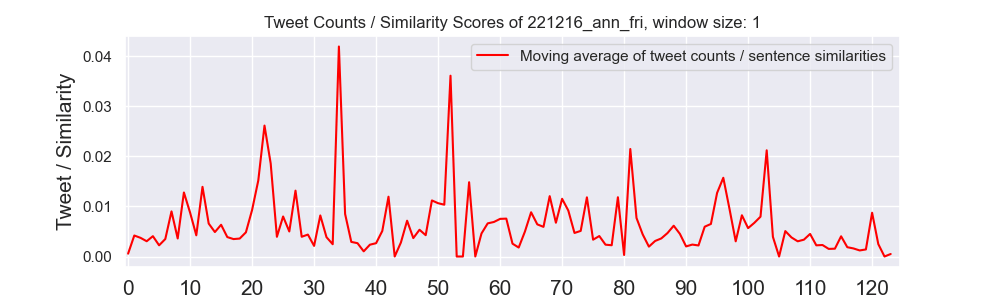 Tweet Counts / Similarity Scores of 221216_ann_fri, window size: 1
Moving average of tweet counts / sentence similarities
Tweet / Similarity
0.04
0.03
0.02
0.01
0.00
0 10 20 30 40 50 60 70 80 90 100 110 120